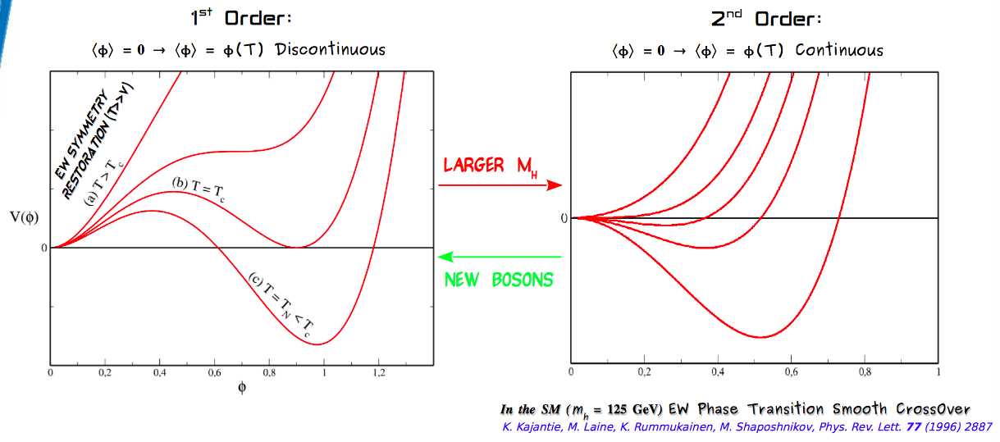 1st Order:
⟨φ⟩ = 0 → ⟨φ⟩ = φ(T) Discontinuous
EW SYMMETRY
RESTORATION (T>>V)
(a) T > Tc
(b) T = Tc
(c) T = TN < Tc
V(ϕ)
0
0 0,2 0,4 0,6 0,8 1 1,2
ϕ
LARGER MH
NEW BOSONS
2nd Order:
⟨φ⟩ = 0 → ⟨φ⟩ = φ(T) Continuous
0
0 0,2 0,4 0,6 0,8 1
In the SM (mh = 125 GeV) EW Phase Transition Smooth CrossOver
K. Kajantie, M. Laine, K. Rummukainen, M. Shaposhnikov, Phys. Rev. Lett. 77 (1996) 2887